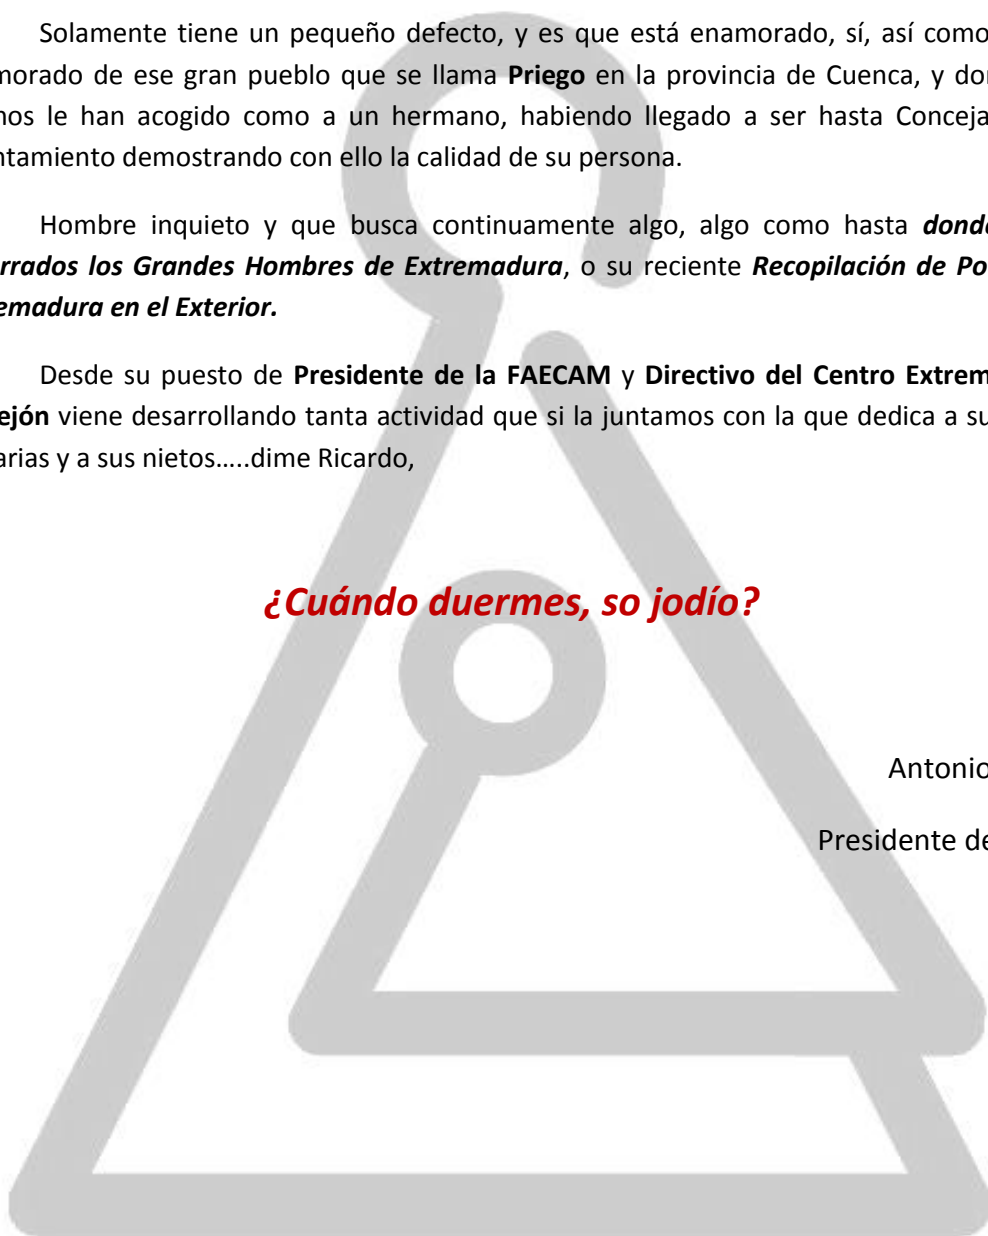 Solamente tiene un pequeño defecto, y es que está enamorado, sí, así como
morado de ese gran pueblo que se llama Priego en la provincia de Cuenca, y dor
nos le han acogido como a un hermano, habiendo llegado a ser hasta Conceja
ntamiento demostrando con ello la calidad de su persona.
Hombre inquieto y que busca continuamente algo, algo como hasta donde
rrados los Grandes Hombres de Extremadura, o su reciente Recopilación de Po
emadura en el Exterior.
Desde su puesto de Presidente de la FAECAM y Directivo del Centro Extrem
ejón viene desarrollando tanta actividad que si la juntamos con la que dedica a su
arias y a sus nietos.....dime Ricardo,
¿Cuándo duermes, so jodío?
Antonio
Presidente de